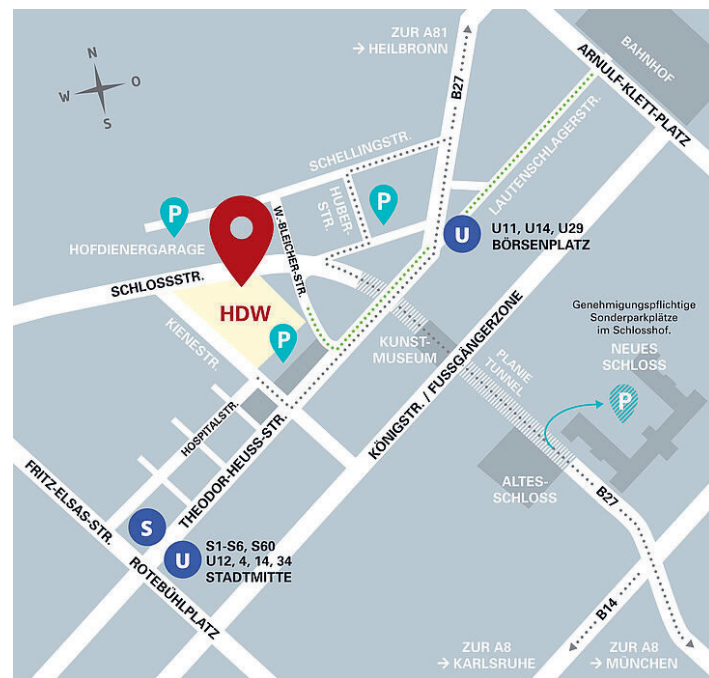 ZUR A81
→ HEILBRONN
B27
BAHNHOF
ARNULF-KLETT-PLATZ
N
W
O
S
SCHELLINGSTR.
HUBER-
STR.
LAUTENSCHLAGERSTR.
P
P
HOFDIENERGARAGE
W.-BLEICHER-STR.
U
U11, U14, U29
BÖRSENPLATZ
SCHLOSSSTR.
HDW
P
KIENESTR.
KUNST-
MUSEUM
KÖNIGSTR. / FUSSGÄNGERZONE
PLANIE
TUNNEL
Genehmigungspflichtige
Sonderparkplätze
im Schlosshof.
NEUES
SCHLOSS
P
HOSPITALSTR.
THEODOR-HEUSS-STR.
ALTES-
SCHLOSS
B27
FRITZ-ELSAS-STR.
S
U
S1-S6, S60
U12, 4, 14, 34
STADTMITTE
ROTEBÜHLPLATZ
B14
ZUR A8
→ KARLSRUHE
ZUR A8
→ MÜNCHEN